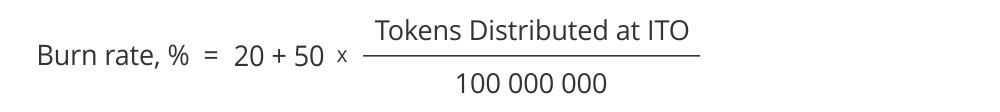 Burn rate, % = 20 + 50 x
Tokens Distributed at ITO
100 000 000